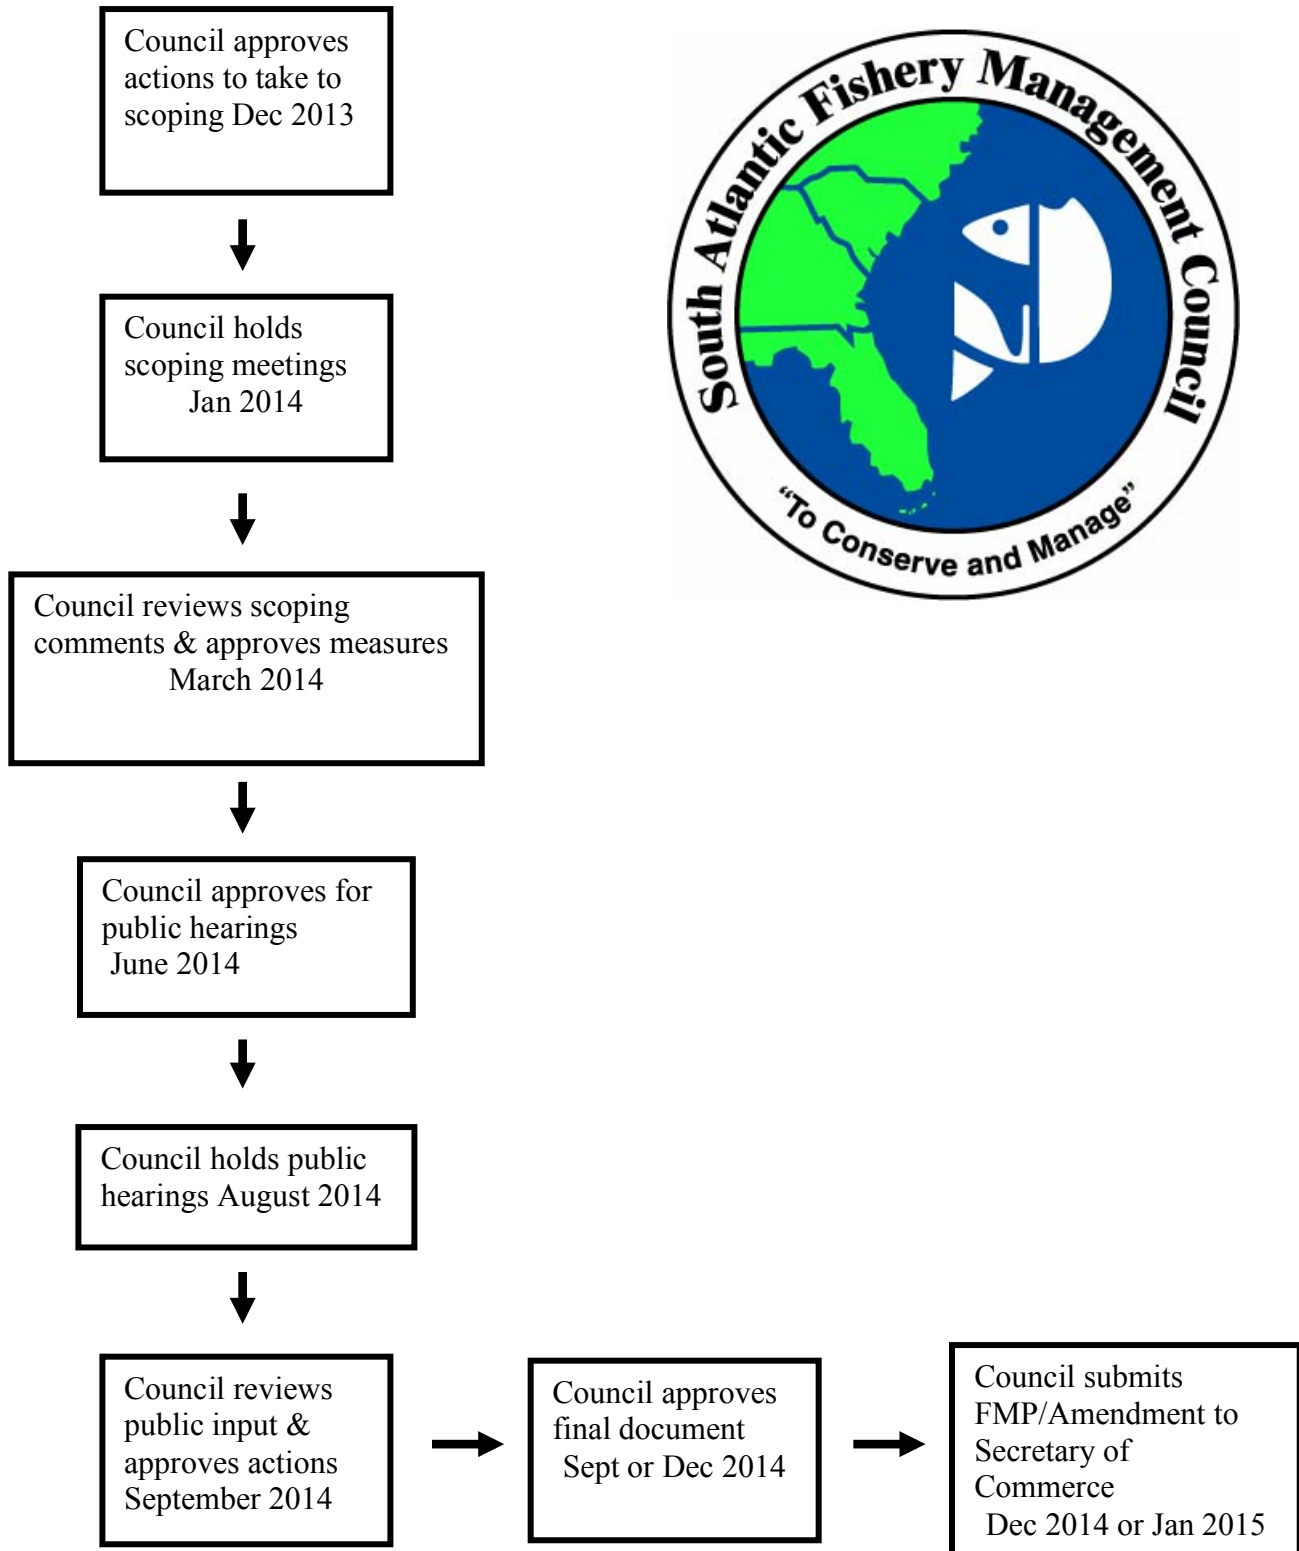 Council approves
actions to take to
scoping Dec 2013
South Atlantic Fishery Management Council
“To Conserve and Manage”
Council holds
scoping meetings
Jan 2014
Council reviews scoping
comments & approves measures
March 2014
Council approves for
public hearings
June 2014
Council holds public
hearings August 2014
Council reviews
public input &
approves actions
September 2014
Council approves
final document
Sept or Dec 2014
Council submits
FMP/Amendment to
Secretary of
Commerce
Dec 2014 or Jan 2015